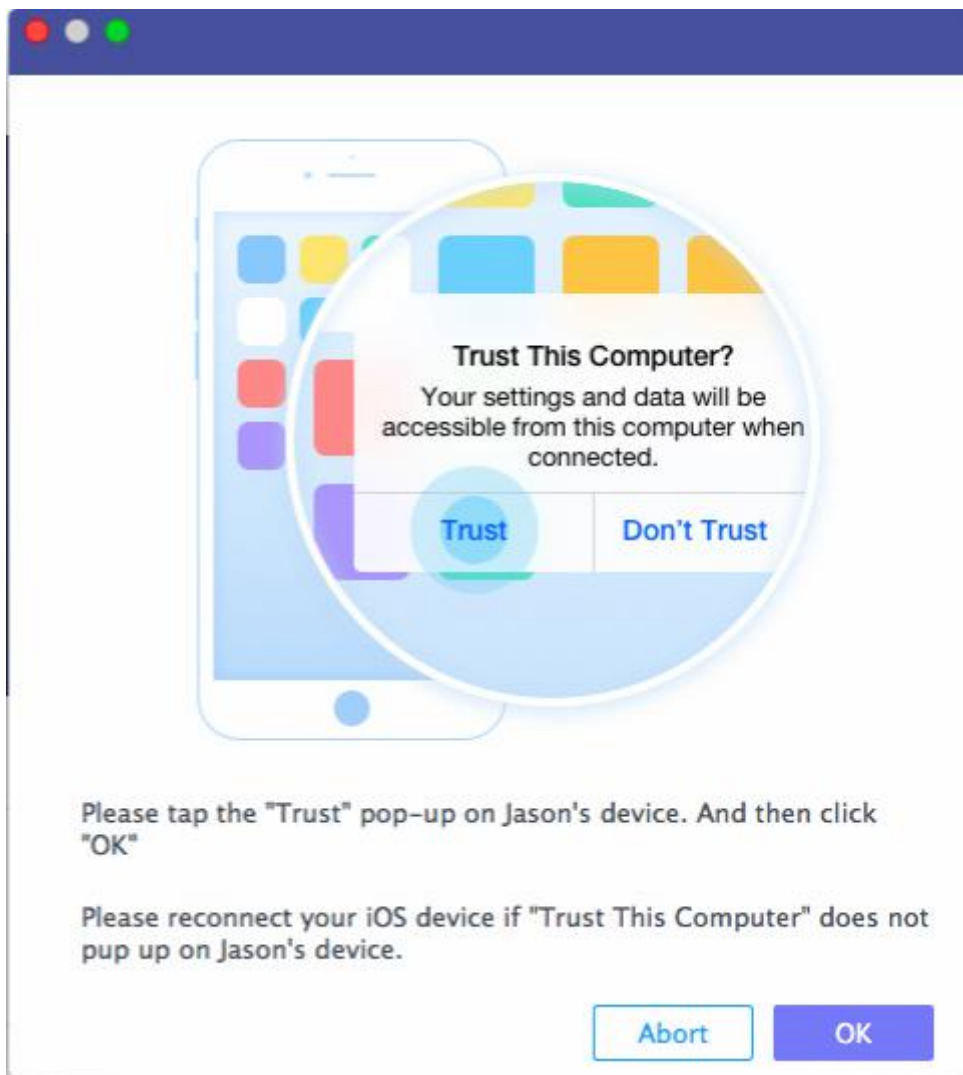 Trust This Computer?
Your settings and data will be
accessible from this computer when
connected.
Trust
Don't Trust
Please tap the "Trust" pop-up on Jason's device. And then click
"OK"
Please reconnect your iOS device if "Trust This Computer" does not
pup up on Jason's device.
Abort
OK